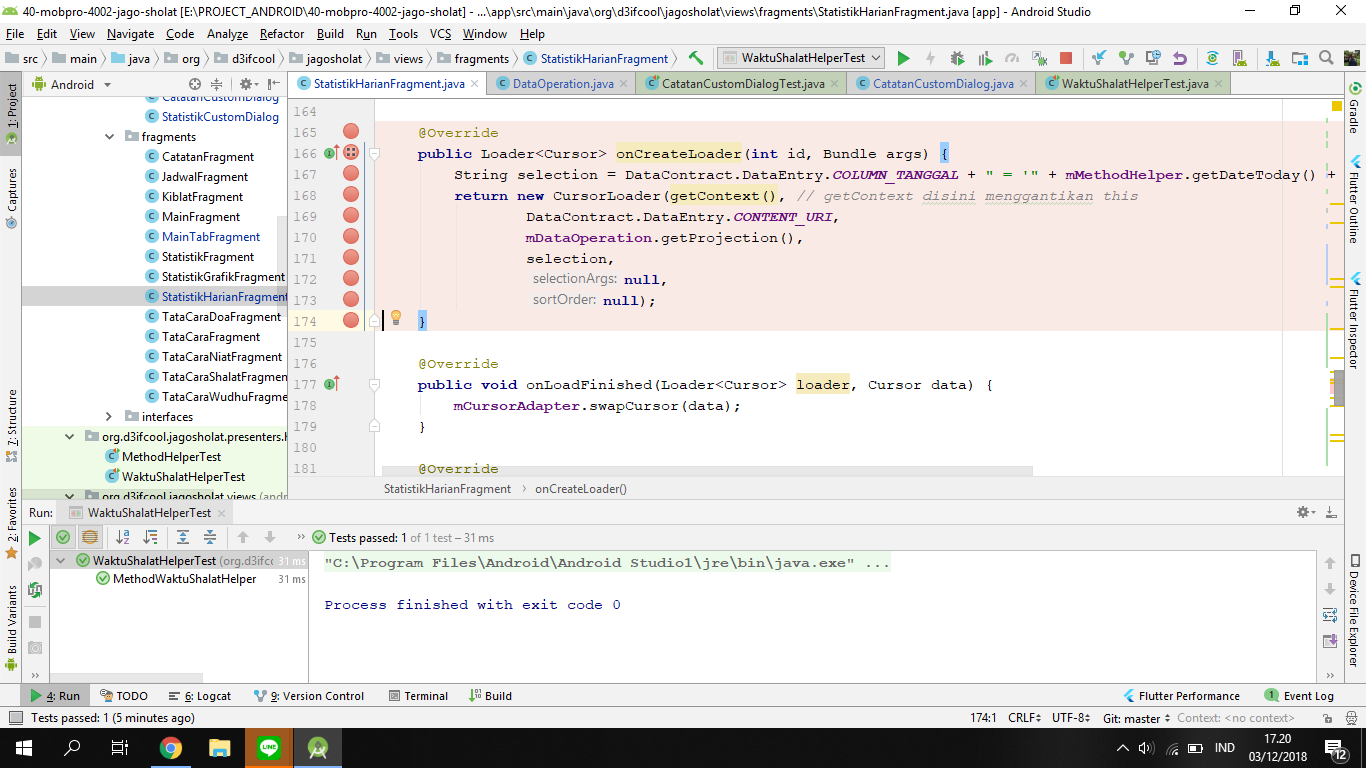 40-mobpro-4002-jago-sholat [E:\PROJECT_ANDROID\40-mobpro-4002-jago-sholat] - ...\app\src\main\java\org\d3ifcool\jagosholat\views\fragments\StatistikHarianFragment.java [app] - Android Studio
File Edit View Navigate Code Analyze Refactor Build Run Tools VCS Window Help
src main java org d3ifcool jagosholat views fragments StatistikHarianFragment WaktuShalatHelperTest
Android
StatistikHarianFragment.java DataOperation.java CatatanCustomDialogTest.java CatatanCustomDialog.java WaktuShalatHelperTest.java
1: Project
Captures
7: Structure
2: Favorites
Build Variants
CatatanCustomDialog
StatistikCustomDialog
fragments
CatatanFragment
JadwalFragment
KiblatFragment
MainFragment
MainTabFragment
StatistikFragment
StatistikGrafikFragment
StatistikHarianFragment
TataCaraDoaFragment
TataCaraFragment
TataCaraNiatFragment
TataCaraShalatFragmen
TataCaraWudhuFragme
interfaces
org.d3ifcool.jagosholat.presenters.h
MethodHelperTest
WaktuShalatHelperTest
org.d3ifcool.jagosholat.views (andr
164
165 @Override
166 public Loader<Cursor> onCreateLoader(int id, Bundle args) {
167 String selection = DataContract.DataEntry.COLUMN_TANGGAL + " = '" + mMethodHelper.getDateToday() +
168 return new CursorLoader(getContext(), // getContext disini menggantikan this
169 DataContract.DataEntry.CONTENT_URI,
170 mDataOperation.getProjection(),
171 selection,
172 selectionArgs: null,
173 sortOrder: null);
174 }
175
176 @Override
177 public void onLoadFinished(Loader<Cursor> loader, Cursor data) {
178 mCursorAdapter.swapCursor(data);
179 }
180
181 @Override
StatistikHarianFragment onCreateLoader()
Gradle
Flutter Outline
Flutter Inspector
Device File Explorer
Run: WaktuShalatHelperTest
Tests passed: 1 of 1 test – 31 ms
WaktuShalatHelperTest (org.d3ifcc 31 ms
MethodWaktuShalatHelper 31 ms
"C:\Program Files\Android\Android Studio1\jre\bin\java.exe" ...
Process finished with exit code 0
4: Run TODO 6: Logcat 9: Version Control Terminal Build Flutter Performance 1 Event Log
Tests passed: 1 (5 minutes ago) 174:1 CRLF UTF-8 Git: master Context: <no context>
LINE
IND
17.20
03/12/2018
12